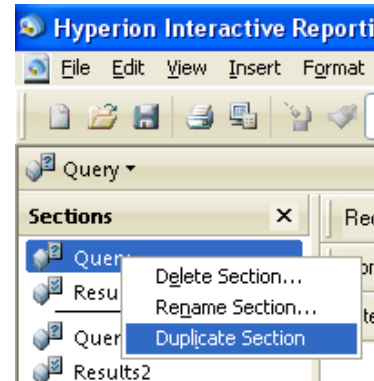 Hyperion Interactive Reporti
File Edit View Insert Format
Query
Sections
Rec
Query
Delete Section...
Resu
Rename Section...
Quer
Duplicate Section
Results2